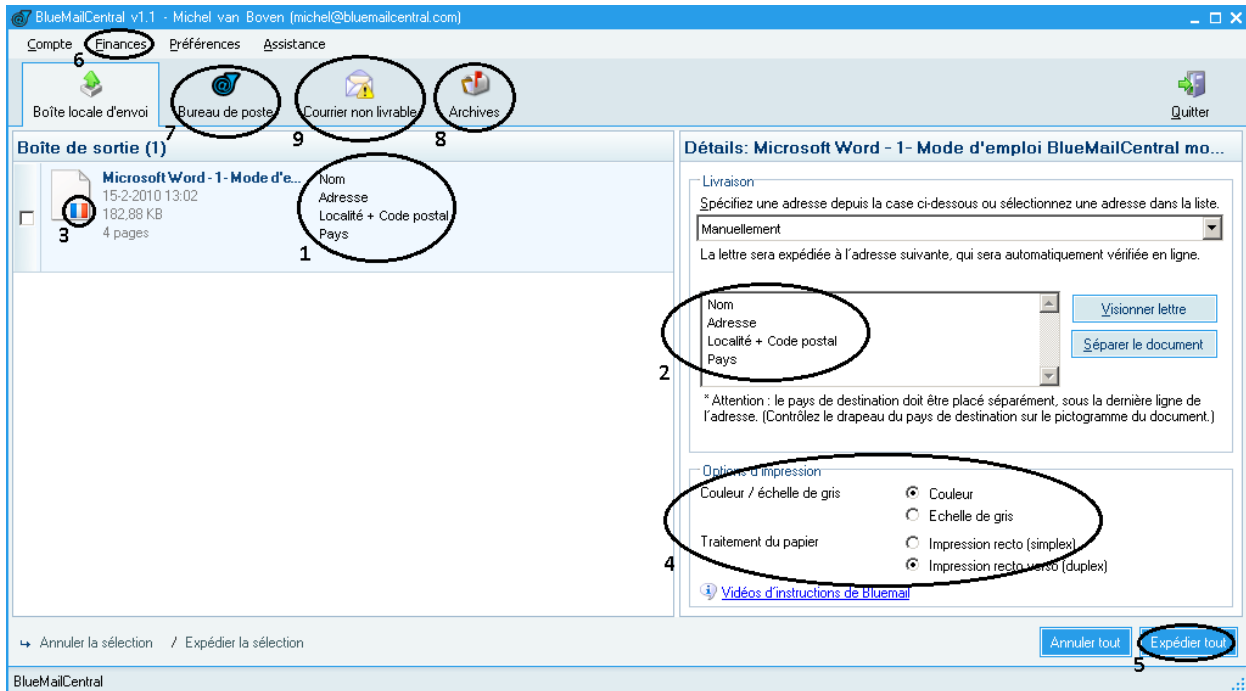 BlueMailCentral v1.1 - Michel van Boven (michel@bluemailcentral.com)
Compte Finances Préférences Assistance
6
Boîte locale d'envoi Bureau de poste Courrier non livrable Archives Quitter
7 9 8
Boîte de sortie (1)
Microsoft Word - 1- Mode d'e...
15-2-2010 13:02
182,88 KB
4 pages
3
Nom
Adresse
Localité + Code postal
Pays
1
Détails: Microsoft Word - 1- Mode d'emploi BlueMailCentral mo...
Livraison
Spécifiez une adresse depuis la case ci-dessous ou sélectionnez une adresse dans la liste.
Manuellement
La lettre sera expédiée à l'adresse suivante, qui sera automatiquement vérifiée en ligne.
Nom
Adresse
Localité + Code postal
Pays
2
Visionner lettre
Séparer le document
* Attention : le pays de destination doit être placé séparément, sous la dernière ligne de
l'adresse. (Contrôlez le drapeau du pays de destination sur le pictogramme du document.)
Options d'impression
Couleur / échelle de gris Couleur
Echelle de gris
Traitement du papier Impression recto (simplex)
4 Impression recto verso (duplex)
Vidéos d'instructions de Bluemail
Annuler la sélection / Expédier la sélection
Annuler tout Expédier tout
5
BlueMailCentral